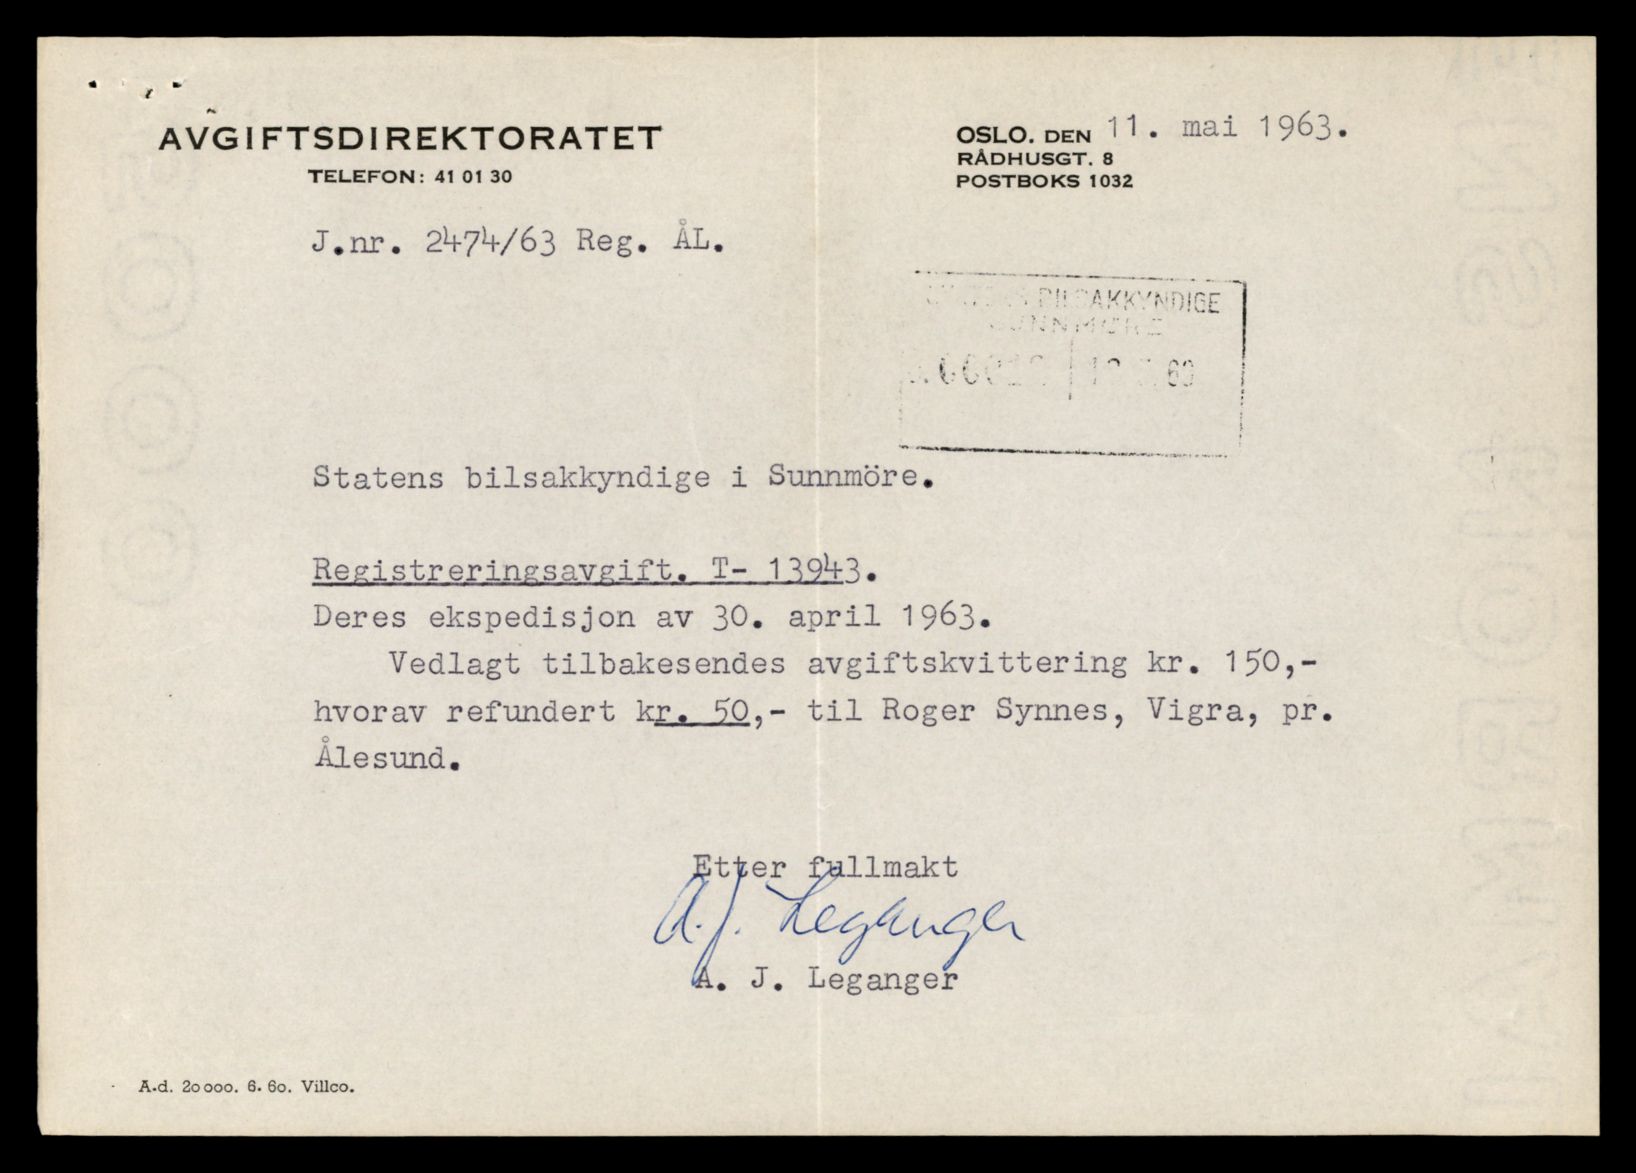 AVGIFTSDIREKTORATET
TELEFON: 41 01 30
OSLO. DEN 11. mai 1963.
RÅDHUSGT. 8
POSTBOKS 1032
J.nr. 2474/63 Reg. ÅL.
BILSAKKYNDIGE
SUNNMØRE
Statens bilsakkyndige i Sunnmöre.
Registreringsavgift. T- 13943.
Deres ekspedisjon av 30. april 1963.
Vedlagt tilbakesendes avgiftskvittering kr. 150,-
hvorav refundert kr. 50,- til Roger Synnes, Vigra, pr.
Ålesund.
Etter fullmakt
A. J. Leganger
A. J. Leganger
A.d. 20000. 6. 60. Villco.